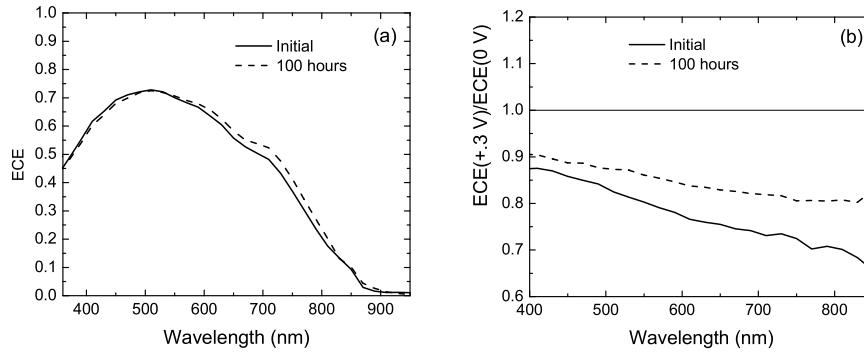 (a)
Initial
100 hours
1.0
0.9
0.8
0.7
0.6
0.5
0.4
0.3
0.2
0.1
0.0
ECE
400
500
600
700
800
900
Wavelength (nm)
(b)
Initial
100 hours
1.2
1.1
1.0
0.9
0.8
0.7
0.6
ECE(+.3 V)/ECE(0 V)
400
500
600
700
800
Wavelength (nm)